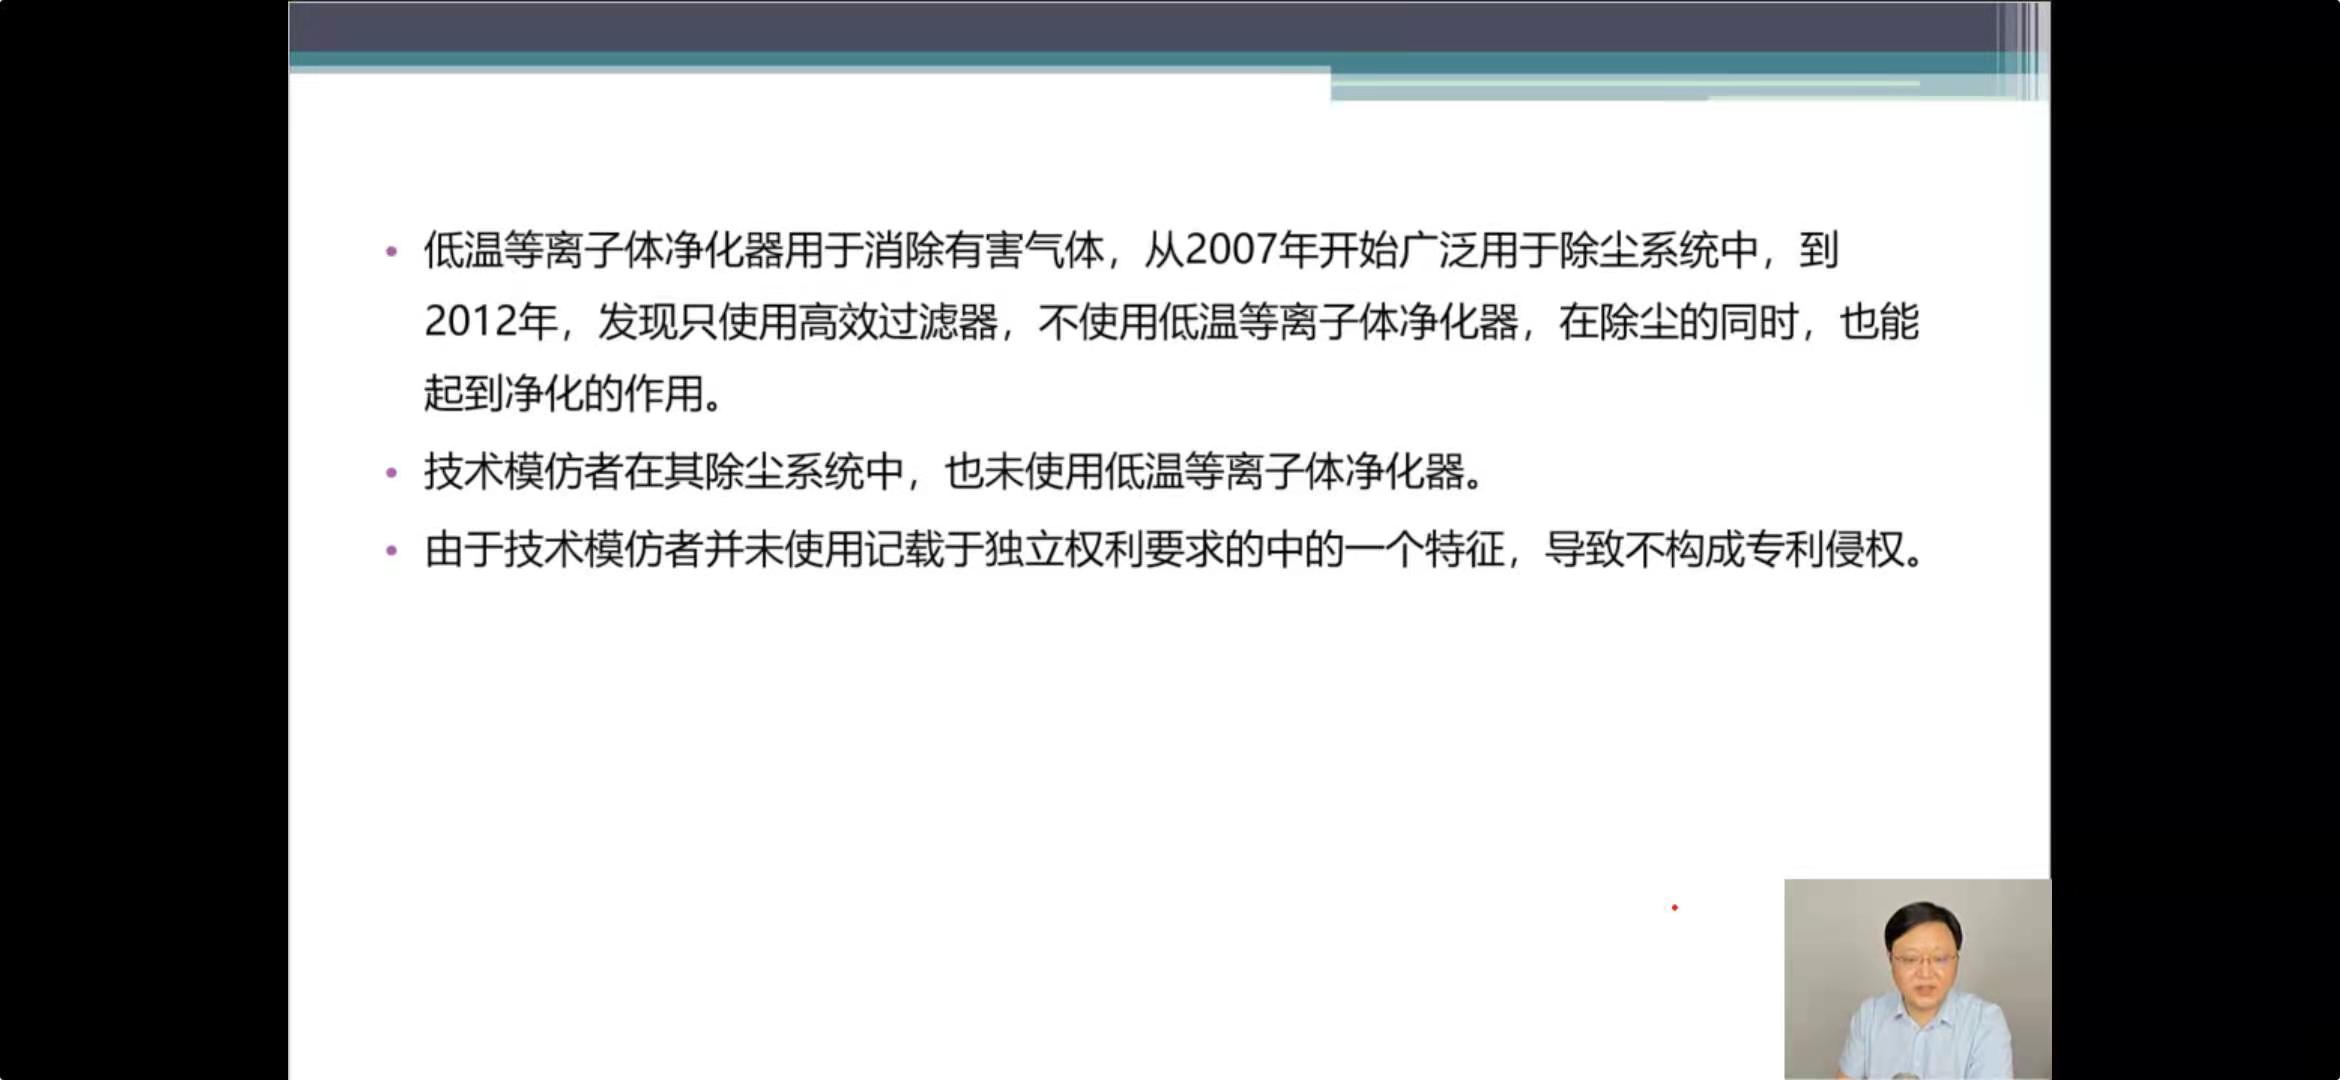 低温等离子体净化器用于消除有害气体，从2007年开始广泛用于除尘系统中，到
2012年，发现只使用高效过滤器，不使用低温等离子体净化器，在除尘的同时，也能
起到净化的作用。
技术模仿者在其除尘系统中，也未使用低温等离子体净化器。
由于技术模仿者并未使用记载于独立权利要求的中的一个特征，导致不构成专利侵权。